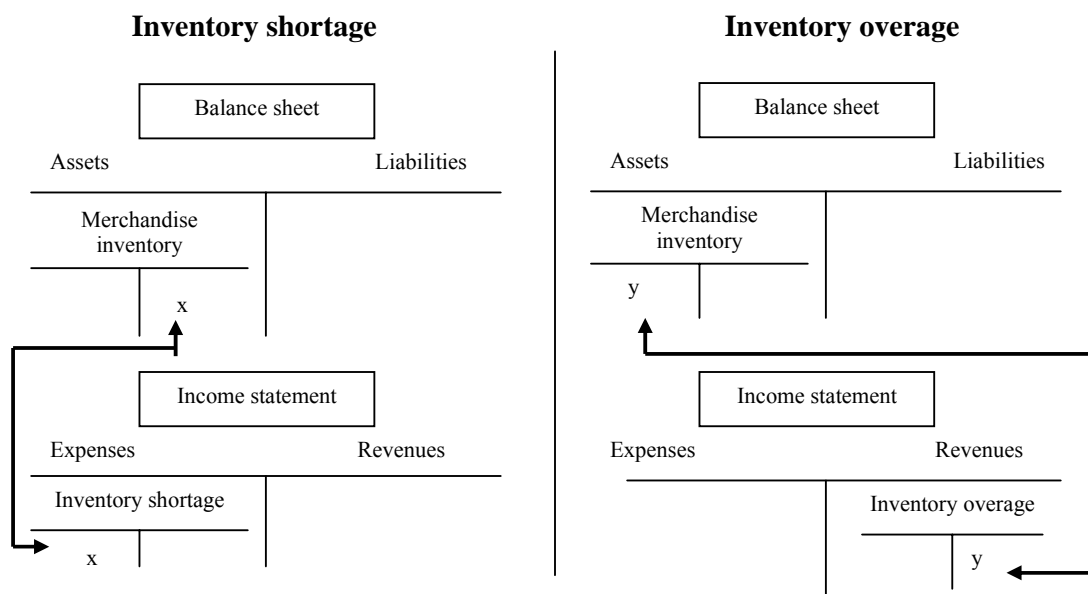 Inventory shortage
Balance sheet
Assets Liabilities
Merchandise
inventory
x
Income statement
Expenses Revenues
Inventory shortage
x
Inventory overage
Balance sheet
Assets Liabilities
Merchandise
inventory
y
Income statement
Expenses Revenues
Inventory overage
y